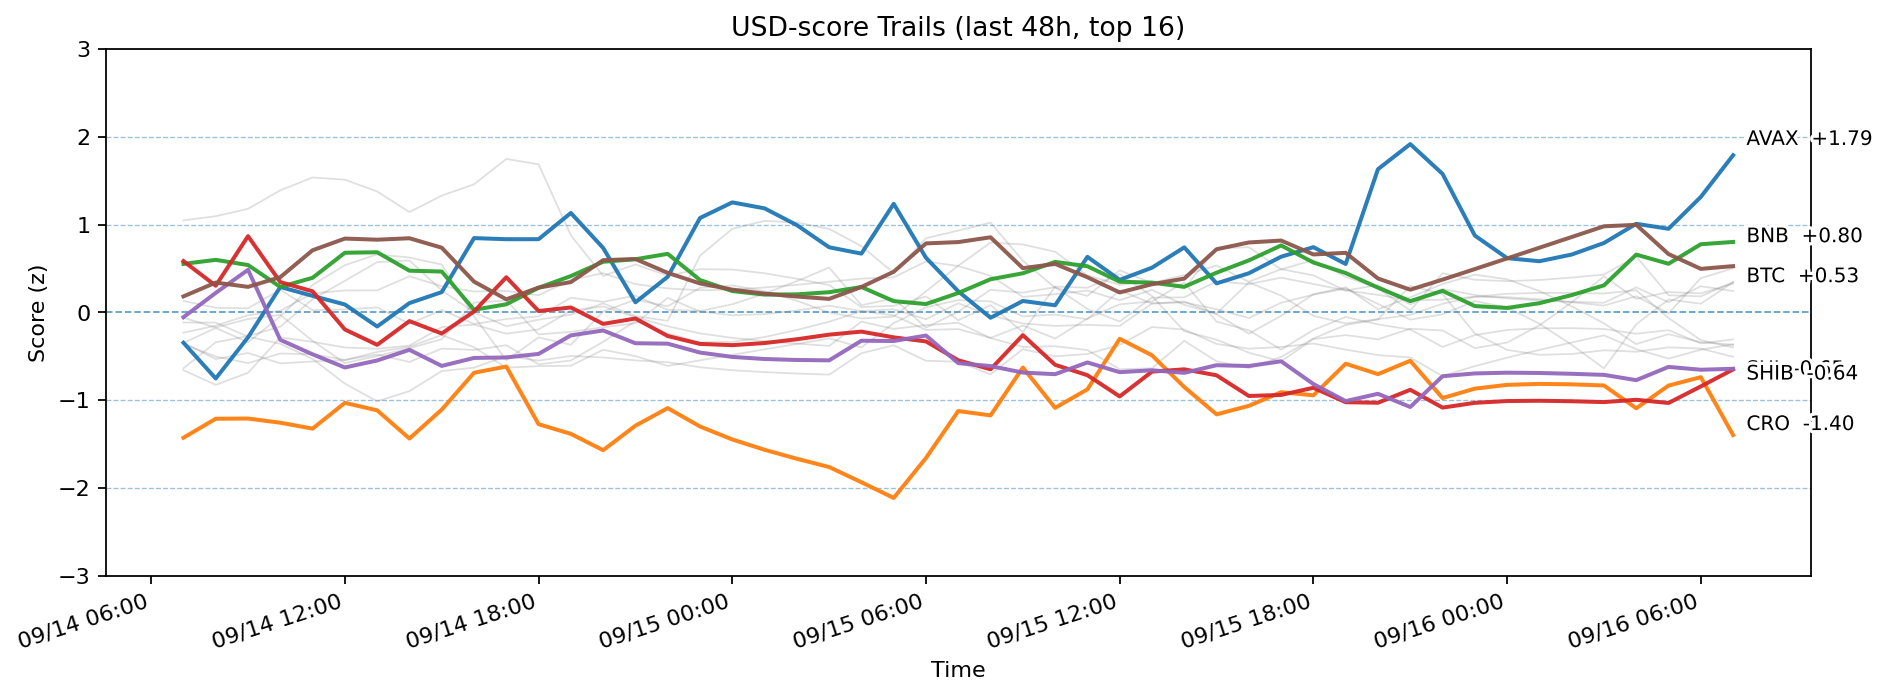 USD-score Trails (last 48h, top 16)
3
2
1
0
−1
−2
−3
Score (z)
AVAX +1.79
BNB +0.80
BTC +0.53
-0.65
SHIB -0.64
CRO -1.40
09/14 06:00
09/14 12:00
09/14 18:00
09/15 00:00
09/15 06:00
09/15 12:00
09/15 18:00
09/16 00:00
09/16 06:00
Time